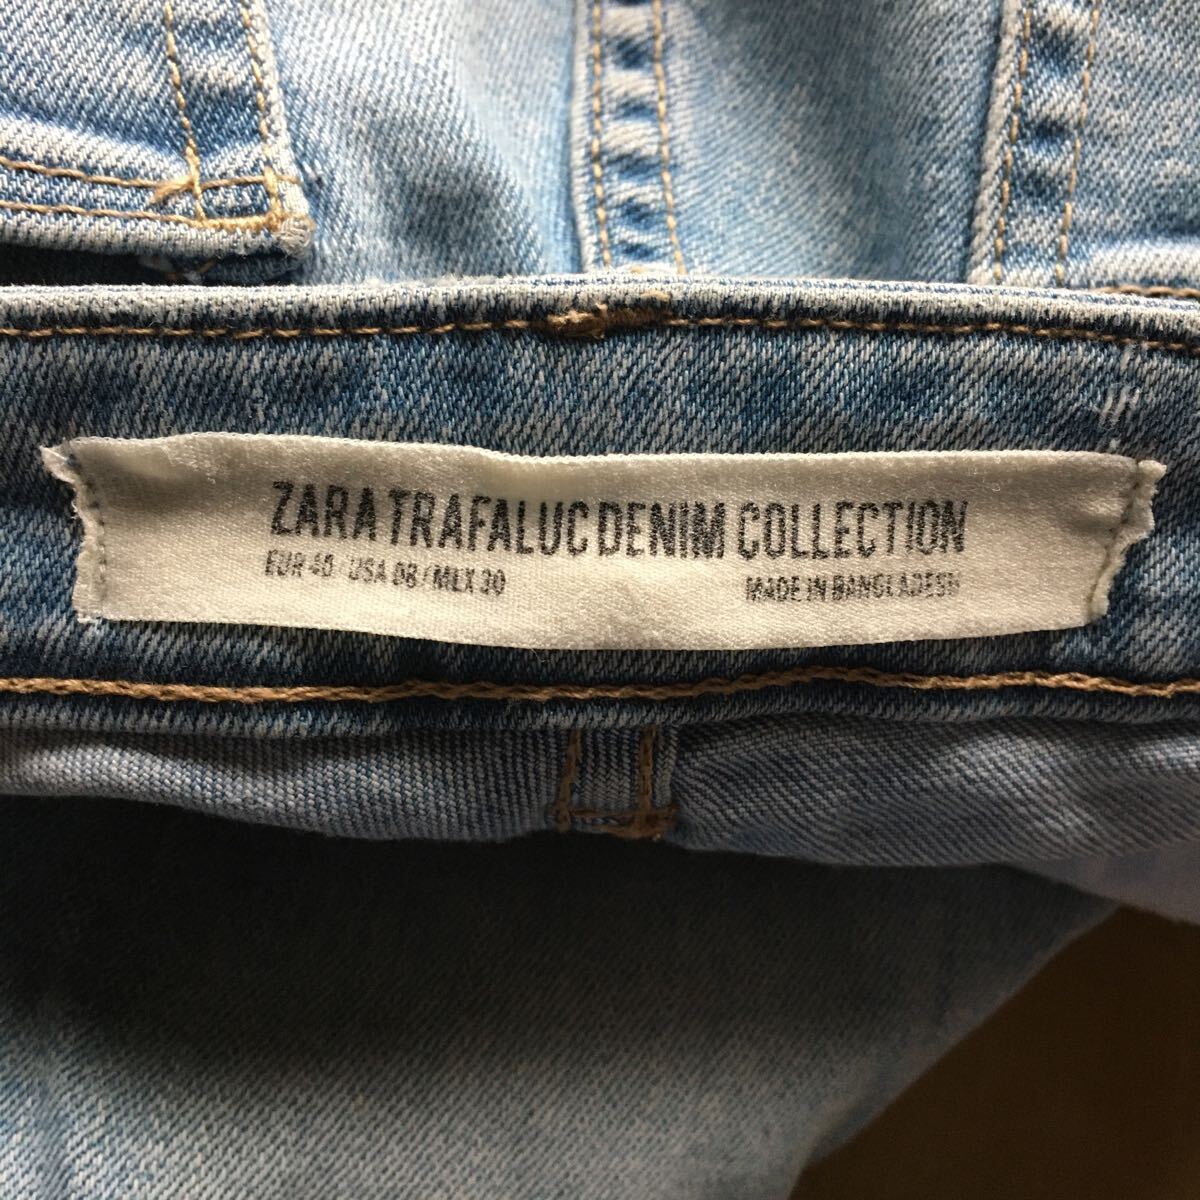 ZARA TRAFALUC DENIM COLLECTION
EUR 40 / USA 08 / MEX 30 MADE IN BANGLADESH